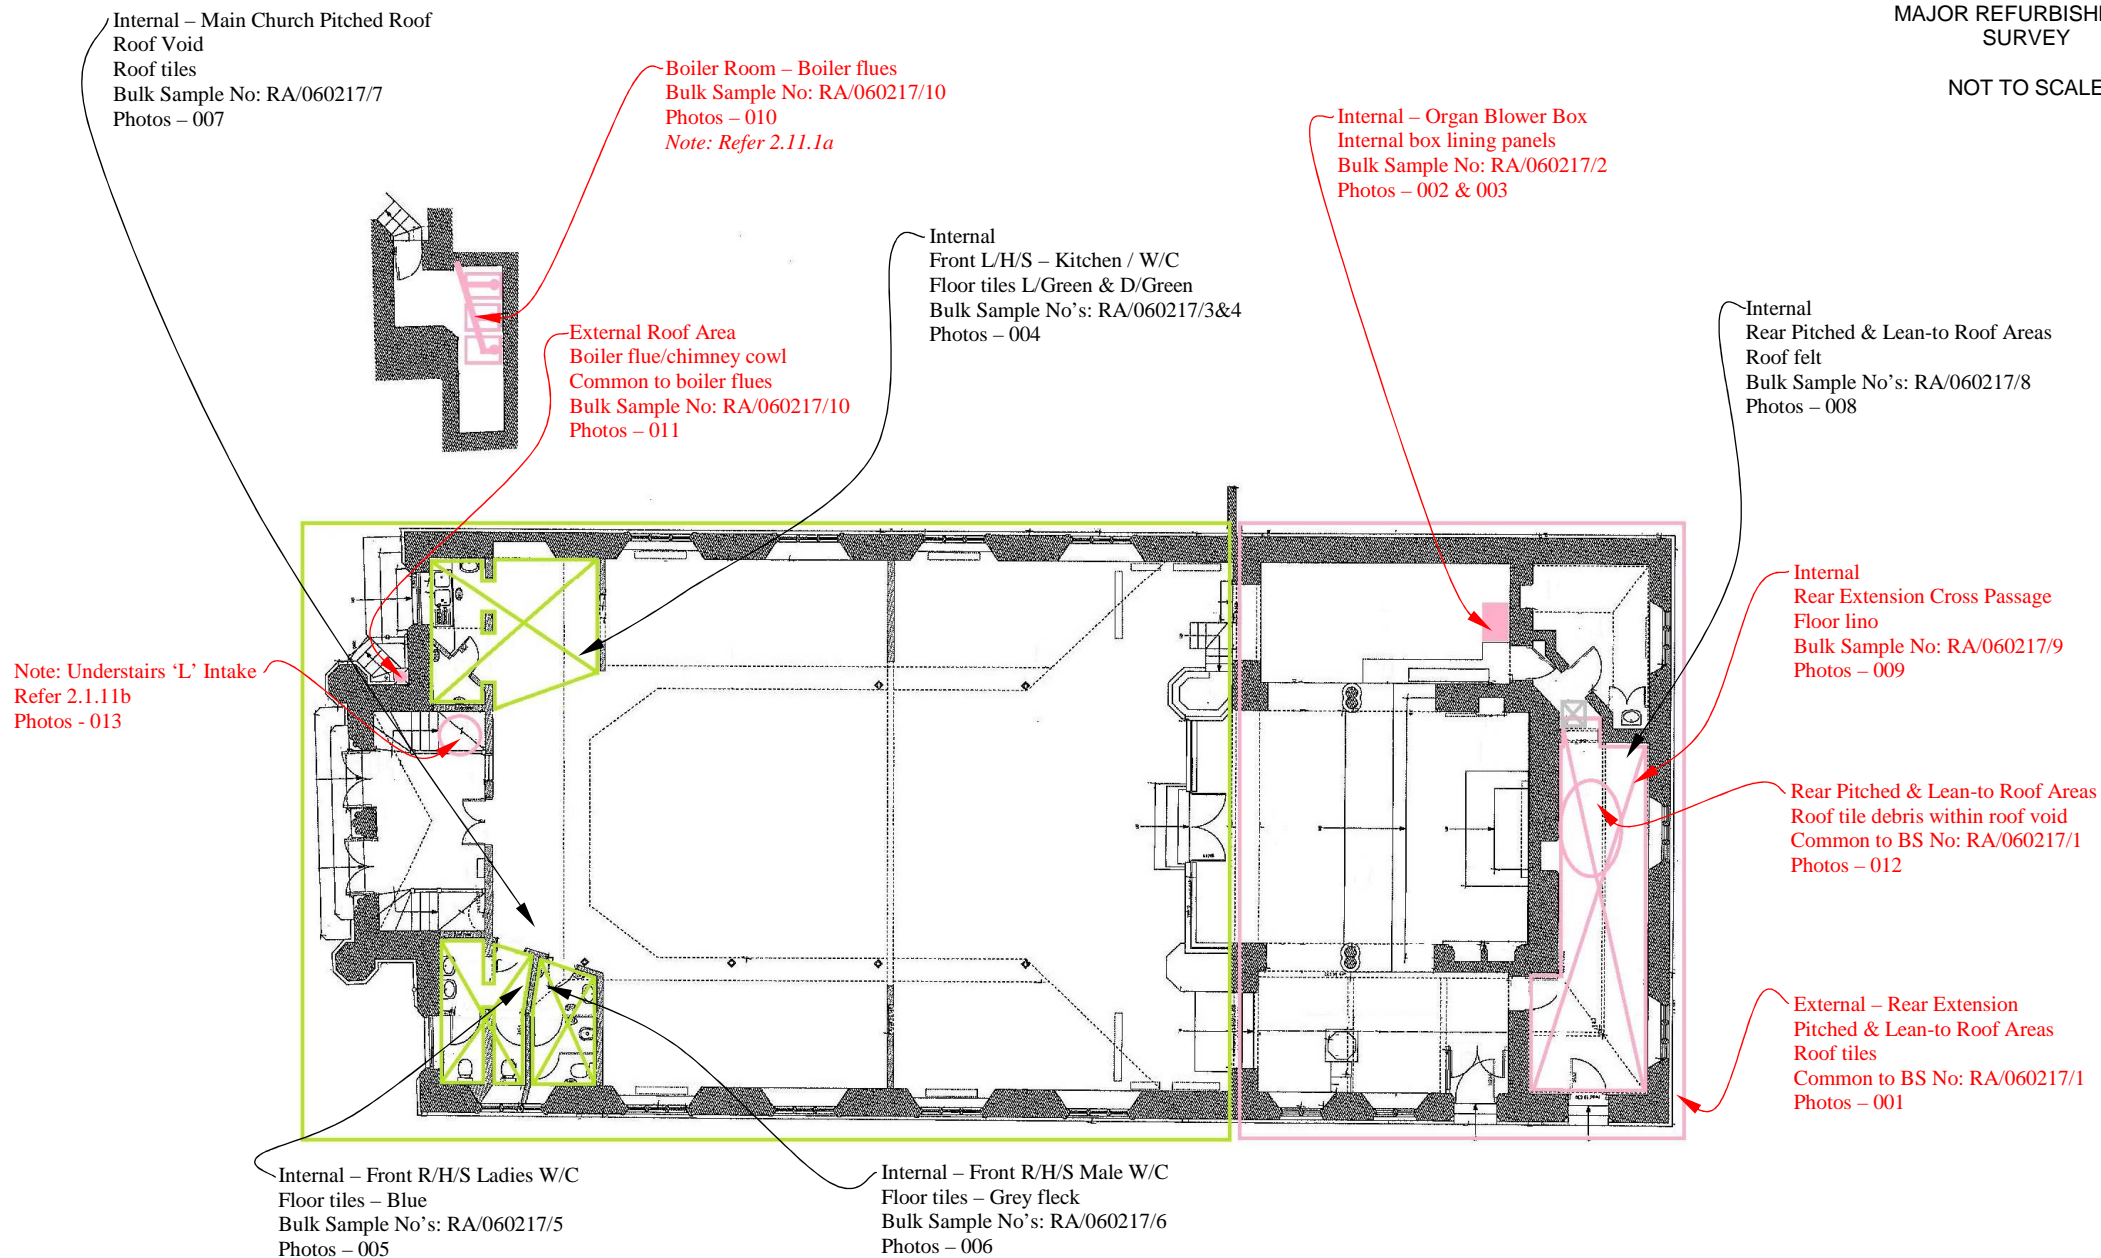 Internal – Main Church Pitched Roof
Roof Void
Roof tiles
Bulk Sample No: RA/060217/7
Photos – 007
Boiler Room – Boiler flues
Bulk Sample No: RA/060217/10
Photos – 010
Note: Refer 2.11.1a
MAJOR REFURBISH
SURVEY
NOT TO SCALE
Internal – Organ Blower Box
Internal box lining panels
Bulk Sample No: RA/060217/2
Photos – 002 & 003
Internal
Front L/H/S – Kitchen / W/C
Floor tiles L/Green & D/Green
Bulk Sample No’s: RA/060217/3&4
Photos – 004
External Roof Area
Boiler flue/chimney cowl
Common to boiler flues
Bulk Sample No: RA/060217/10
Photos – 011
Internal
Rear Pitched & Lean-to Roof Areas
Roof felt
Bulk Sample No’s: RA/060217/8
Photos – 008
Internal
Rear Extension Cross Passage
Floor lino
Bulk Sample No: RA/060217/9
Photos – 009
Note: Understairs ‘L’ Intake
Refer 2.1.11b
Photos - 013
Rear Pitched & Lean-to Roof Areas
Roof tile debris within roof void
Common to BS No: RA/060217/1
Photos – 012
External – Rear Extension
Pitched & Lean-to Roof Areas
Roof tiles
Common to BS No: RA/060217/1
Photos – 001
Internal – Front R/H/S Ladies W/C
Floor tiles – Blue
Bulk Sample No’s: RA/060217/5
Photos – 005
Internal – Front R/H/S Male W/C
Floor tiles – Grey fleck
Bulk Sample No’s: RA/060217/6
Photos – 006